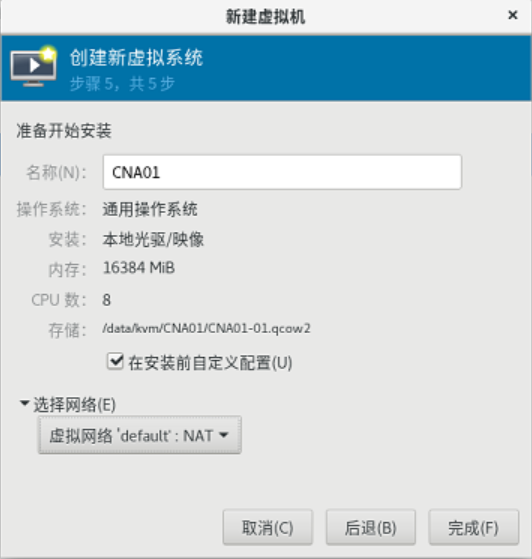 新建虚拟机
创建新虚拟系统
步骤 5，共 5 步
准备开始安装
名称(N)： CNA01
操作系统： 通用操作系统
安装： 本地光驱/映像
内存： 16384 MiB
CPU 数： 8
存储： /data/kvm/CNA01/CNA01-01.qcow2
在安装前自定义配置(U)
选择网络(E)
虚拟网络 'default' : NAT
取消(C) 后退(B) 完成(F)